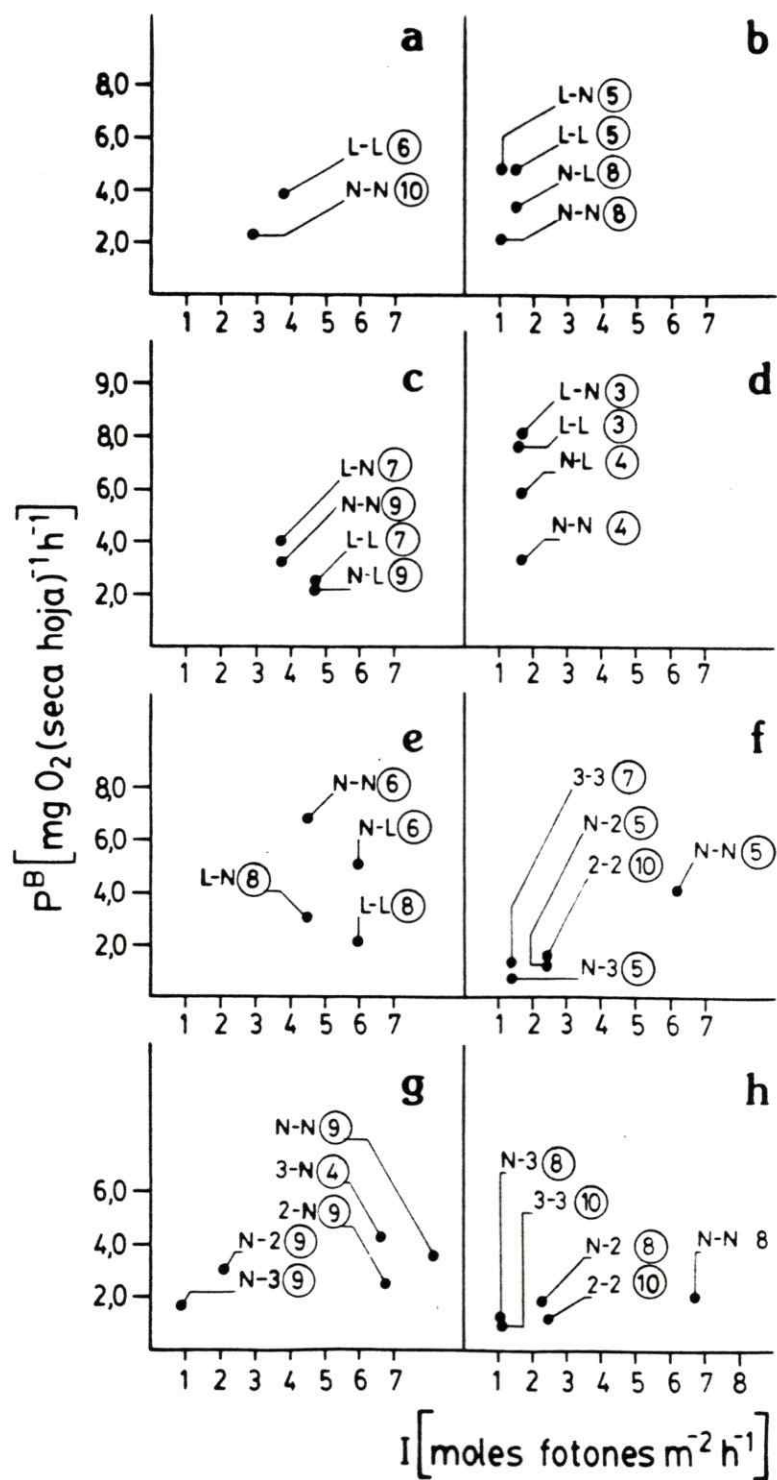 a
8,0
6,0
4,0
2,0
L-L 6
N-N 10
1 2 3 4 5 6 7
b
L-N 5
L-L 5
N-L 8
N-N 8
1 2 3 4 5 6 7
c
9,0
8,0
6,0
4,0
2,0
L-N 7
N-N 9
L-L 7
N-L 9
1 2 3 4 5 6 7
d
L-N 3
L-L 3
N-L 4
N-N 4
1 2 3 4 5 6 7
e
8,0
6,0
4,0
2,0
N-N 6
N-L 6
L-N 8
L-L 8
1 2 3 4 5 6 7
f
3-3 7
N-2 5
2-2 10
N-N 5
N-3 5
1 2 3 4 5 6 7
g
6,0
4,0
2,0
N-N 9
3-N 4
2-N 9
N-2 9
N-3 9
1 2 3 4 5 6 7
h
N-3 8
3-3 10
N-2 8
2-2 10
N-N 8
1 2 3 4 5 6 7 8
P^B [mg O₂(seca hoja)⁻¹h⁻¹]
I [moles fotones m⁻² h⁻¹]